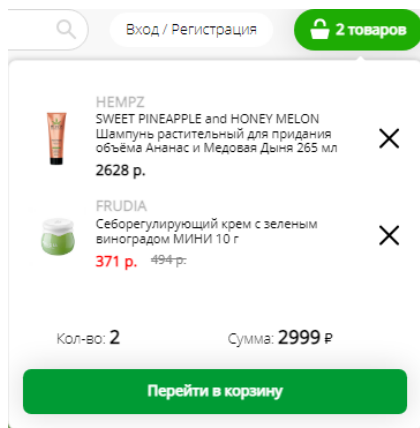 Вход / Регистрация
2 товаров
HEMPZ
SWEET PINEAPPLE and HONEY MELON
Шампунь растительный для придания
объёма Ананас и Медовая Дыня 265 мл
2628 р.
FRUDIA
Себорегулирующий крем с зеленым
виноградом МИНИ 10 г
371 р. 494 р.
Кол-во: 2 Сумма: 2999 ₽
Перейти в корзину